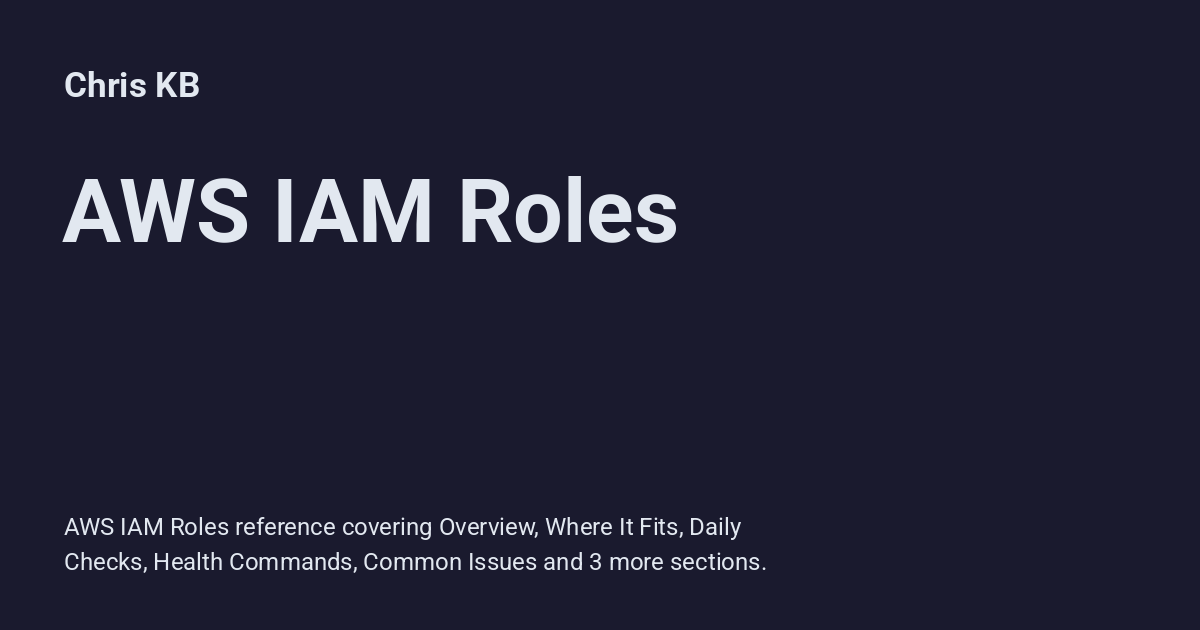 Chris KB
AWS IAM Roles
AWS IAM Roles reference covering Overview, Where It Fits, Daily
Checks, Health Commands, Common Issues and 3 more sections.